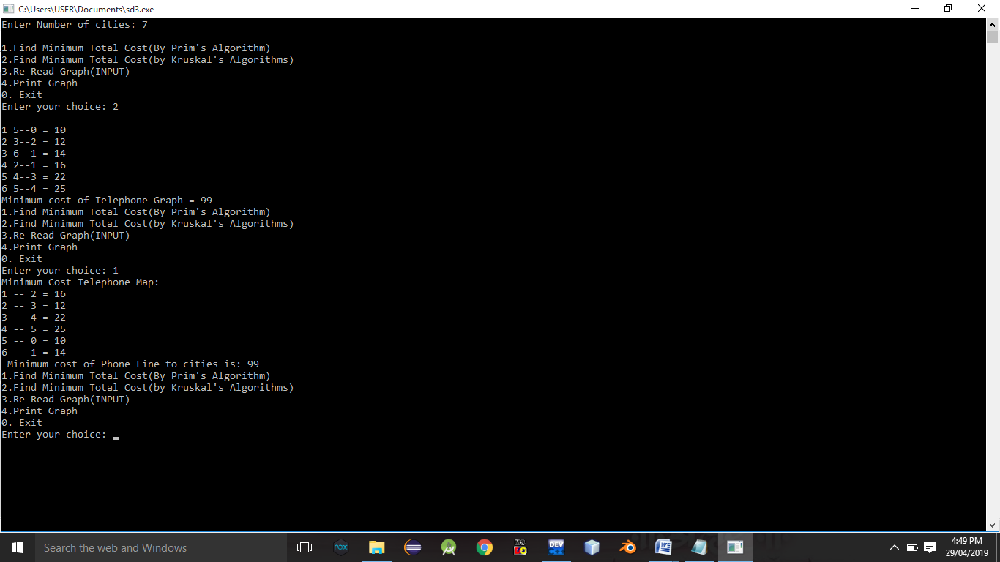 C:\Users\USER\Documents\sd3.exe
Enter Number of cities: 7
1.Find Minimum Total Cost(By Prim's Algorithm)
2.Find Minimum Total Cost(by Kruskal's Algorithms)
3.Re-Read Graph(INPUT)
4.Print Graph
0. Exit
Enter your choice: 2
1 5--0 = 10
2 3--2 = 12
3 6--1 = 14
4 2--1 = 16
5 4--3 = 22
6 5--4 = 25
Minimum cost of Telephone Graph = 99
1.Find Minimum Total Cost(By Prim's Algorithm)
2.Find Minimum Total Cost(by Kruskal's Algorithms)
3.Re-Read Graph(INPUT)
4.Print Graph
0. Exit
Enter your choice: 1
Minimum Cost Telephone Map:
1 -- 2 = 16
2 -- 3 = 12
3 -- 4 = 22
4 -- 5 = 25
5 -- 0 = 10
6 -- 1 = 14
Minimum cost of Phone Line to cities is: 99
1.Find Minimum Total Cost(By Prim's Algorithm)
2.Find Minimum Total Cost(by Kruskal's Algorithms)
3.Re-Read Graph(INPUT)
4.Print Graph
0. Exit
Enter your choice:
Search the web and Windows
nox
DEV
4:49 PM
29/04/2019